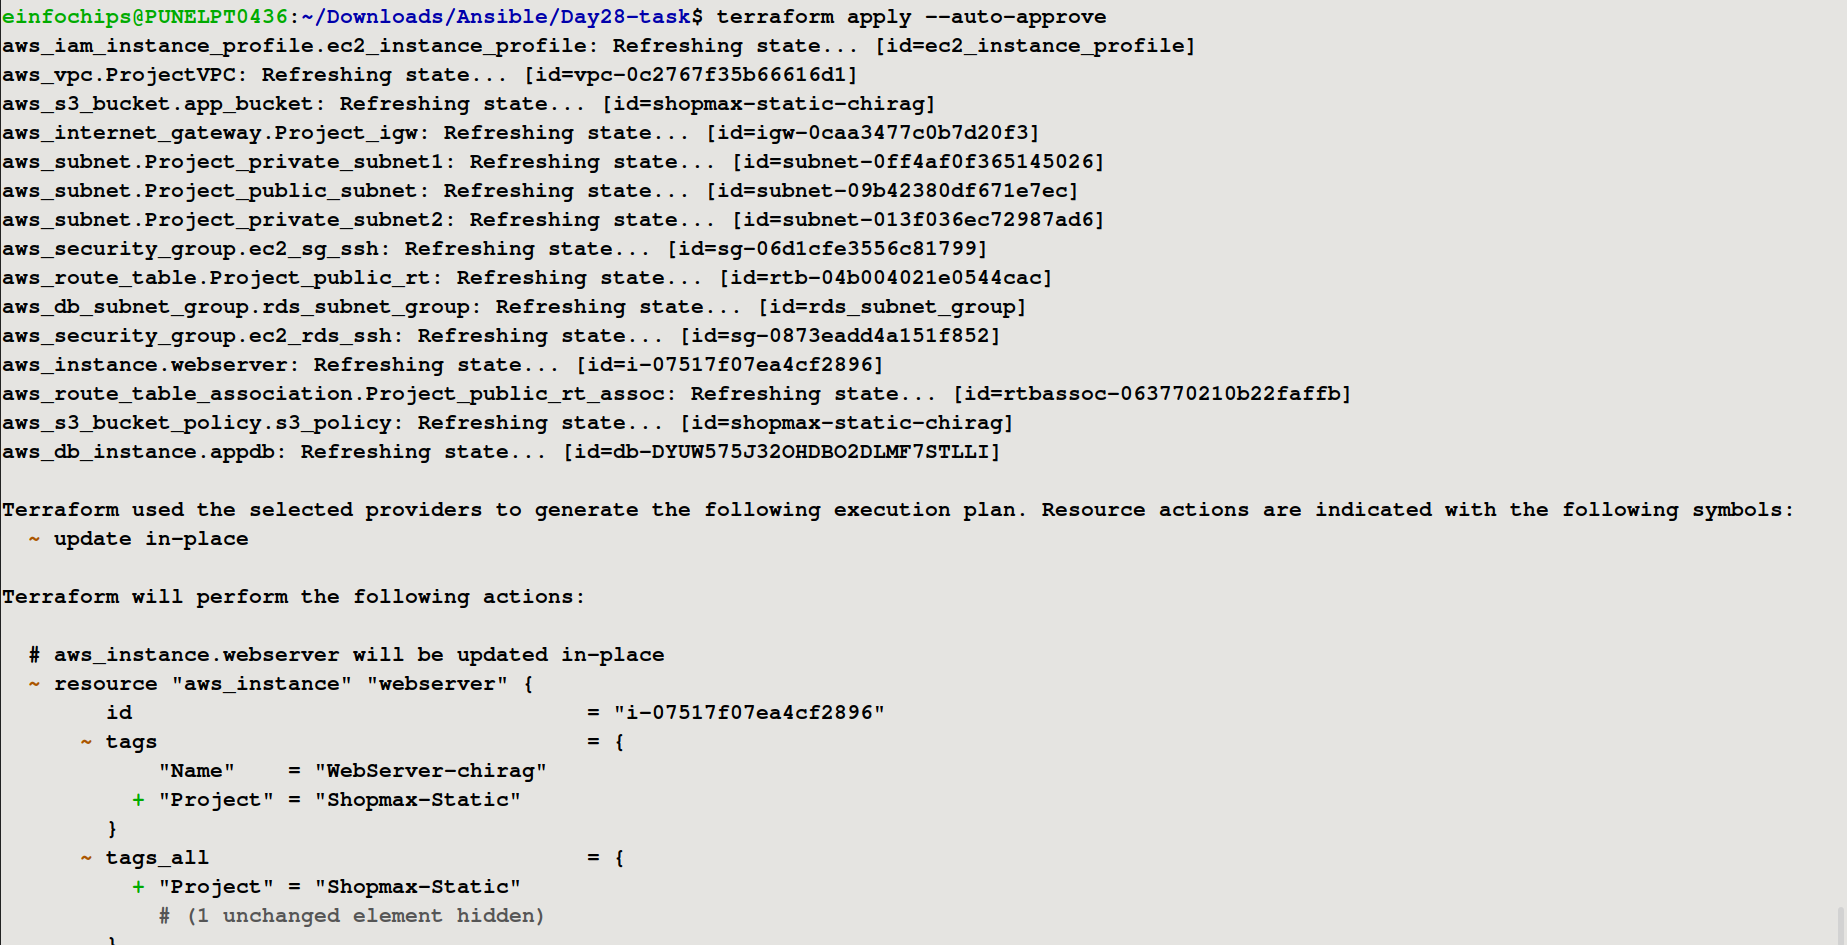 einfochips@PUNELPT0436:~/Downloads/Ansible/Day28-task$ terraform apply --auto-approve
aws_iam_instance_profile.ec2_instance_profile: Refreshing state... [id=ec2_instance_profile]
aws_vpc.ProjectVPC: Refreshing state... [id=vpc-0c2767f35b66616d1]
aws_s3_bucket.app_bucket: Refreshing state... [id=shopmax-static-chirag]
aws_internet_gateway.Project_igw: Refreshing state... [id=igw-0caa3477c0b7d20f3]
aws_subnet.Project_private_subnet1: Refreshing state... [id=subnet-0ff4af0f365145026]
aws_subnet.Project_public_subnet: Refreshing state... [id=subnet-09b42380df671e7ec]
aws_subnet.Project_private_subnet2: Refreshing state... [id=subnet-013f036ec72987ad6]
aws_security_group.ec2_sg_ssh: Refreshing state... [id=sg-06d1cfe3556c81799]
aws_route_table.Project_public_rt: Refreshing state... [id=rtb-04b004021e0544cac]
aws_db_subnet_group.rds_subnet_group: Refreshing state... [id=rds_subnet_group]
aws_security_group.ec2_rds_ssh: Refreshing state... [id=sg-0873eadd4a151f852]
aws_instance.webserver: Refreshing state... [id=i-07517f07ea4cf2896]
aws_route_table_association.Project_public_rt_assoc: Refreshing state... [id=rtbassoc-063770210b22faffb]
aws_s3_bucket_policy.s3_policy: Refreshing state... [id=shopmax-static-chirag]
aws_db_instance.appdb: Refreshing state... [id=db-DYUW575J32OHDBO2DLMF7STLLI]
Terraform used the selected providers to generate the following execution plan. Resource actions are indicated with the following symbols:
~ update in-place
Terraform will perform the following actions:
# aws_instance.webserver will be updated in-place
~ resource "aws_instance" "webserver" {
id = "i-07517f07ea4cf2896"
~ tags = {
"Name" = "WebServer-chirag"
+ "Project" = "Shopmax-Static"
}
~ tags_all = {
+ "Project" = "Shopmax-Static"
# (1 unchanged element hidden)
}